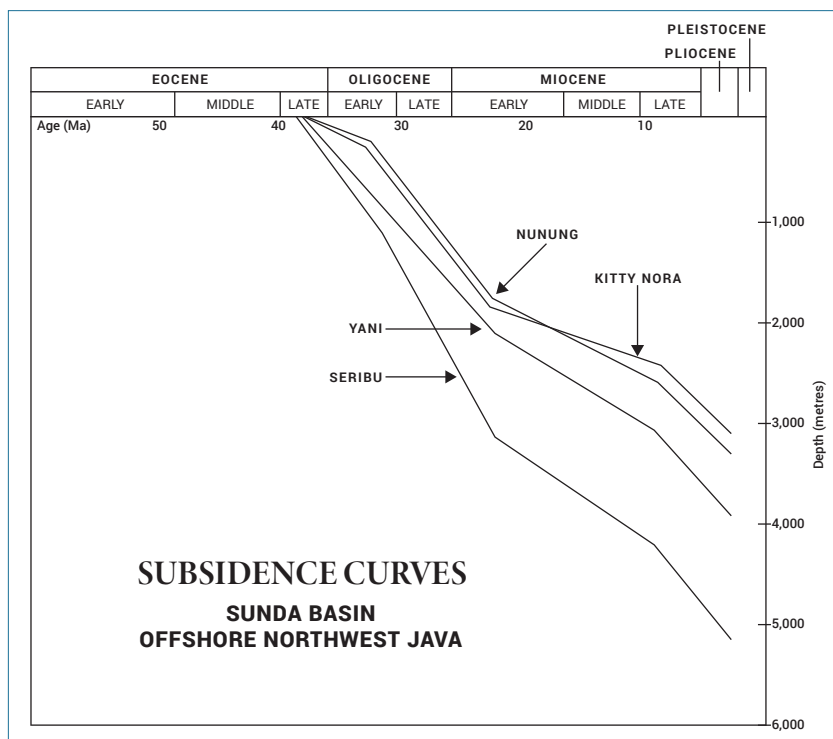 PLEISTOCENE
PLIOCENE
EOCENE OLIGOCENE MIOCENE
EARLY MIDDLE LATE EARLY LATE EARLY MIDDLE LATE
Age (Ma) 50 40 30 20 10
1,000
NUNUNG
KITTY NORA
2,000
YANI
SERIBU
3,000
Depth (metres)
4,000
SUBSIDENCE CURVES
SUNDA BASIN
5,000
OFFSHORE NORTHWEST JAVA
6,000